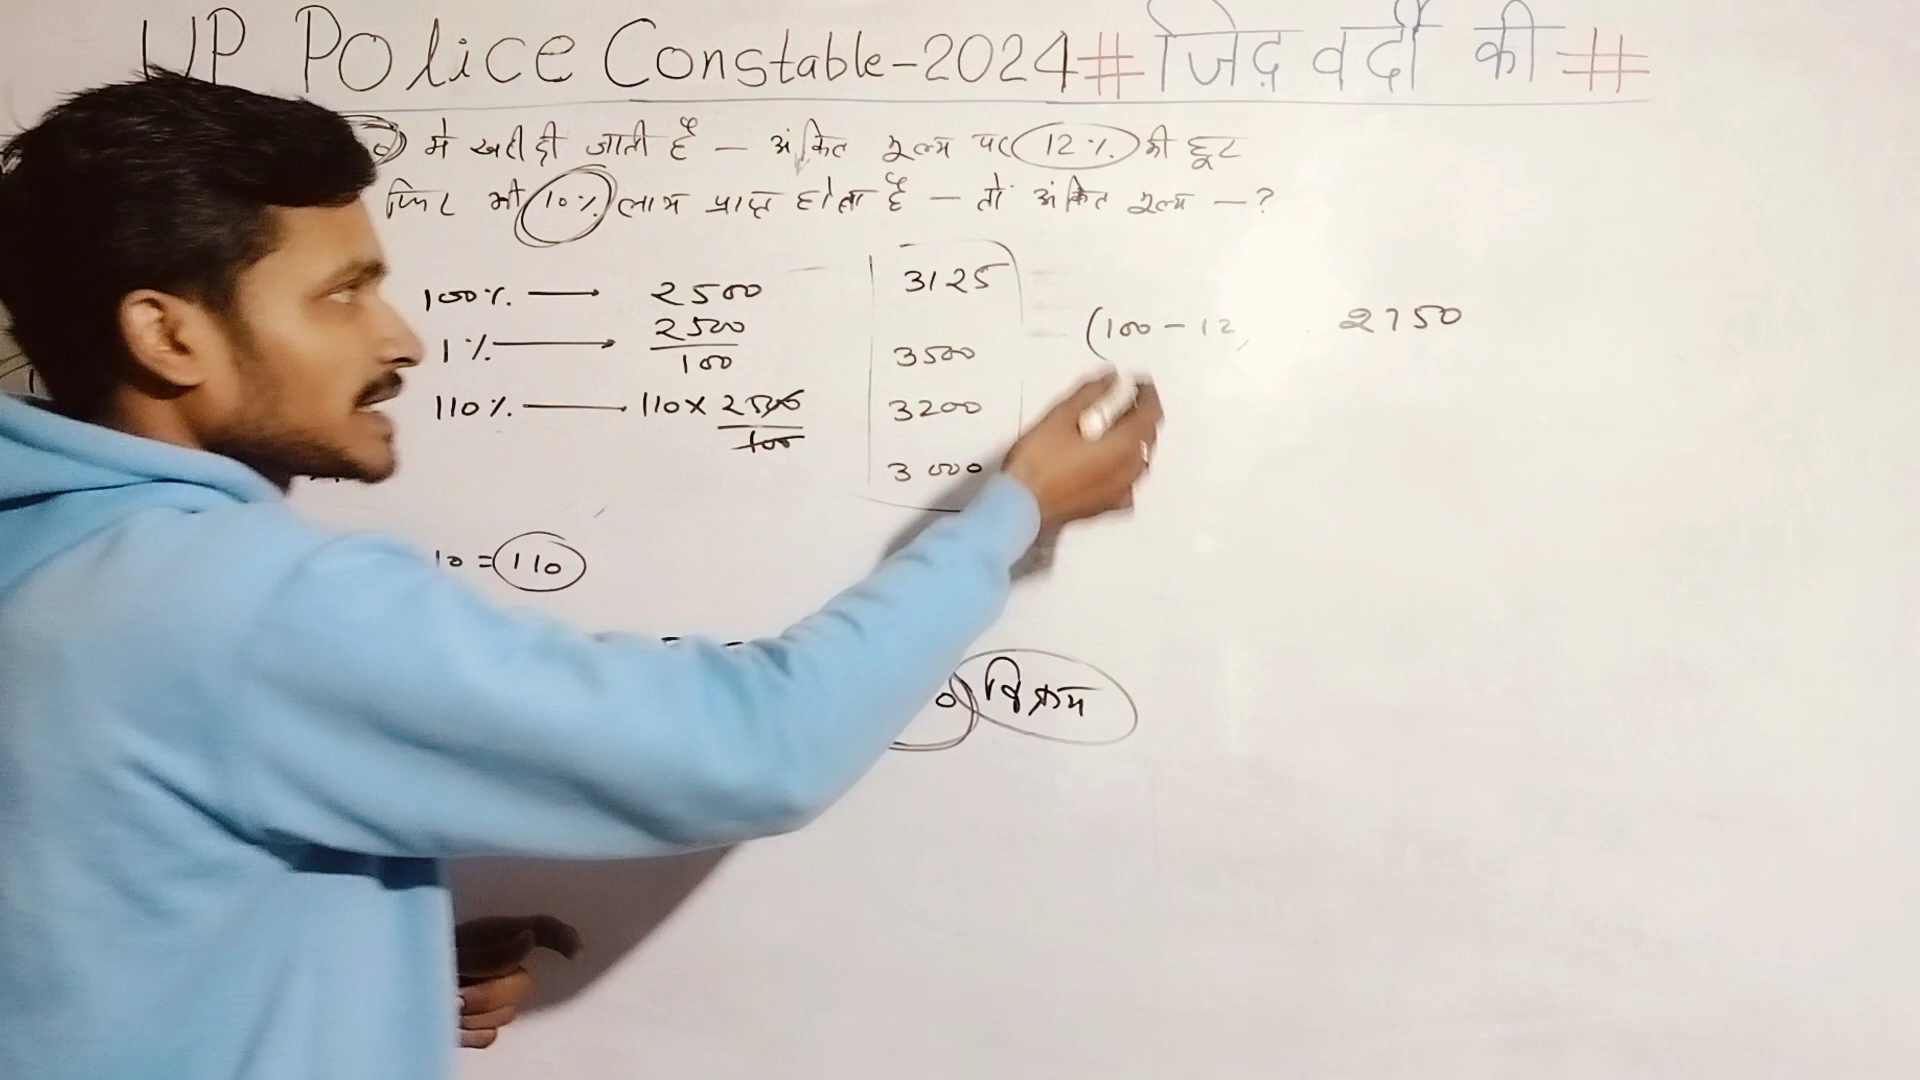 UP Police Constable-2024 # जिद़ वर्दी की #
में खरीदी जाती है — अंकित मूल्य पर 12% की छूट
फिर भी 10% लाभ प्राप्त होता है — तो अंकित मूल्य — ?
100% → 2500
1% → 2500/100
110% → 110 x 2500/100
10 = 110
3125
3500
3200
3000
(100 - 12
2750
विक्रय